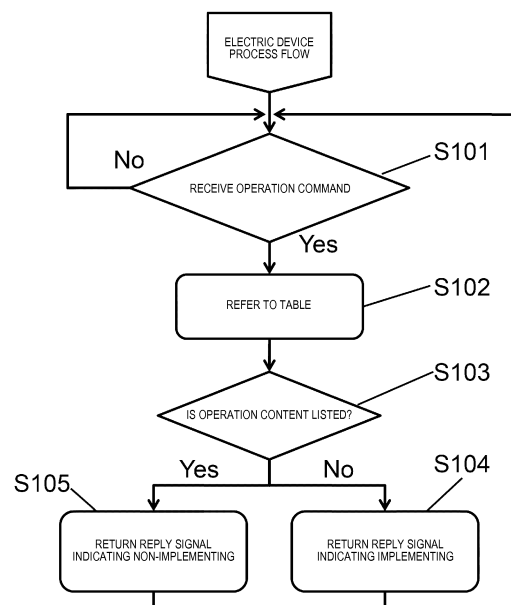 ELECTRIC DEVICE
PROCESS FLOW
No
S101
RECEIVE OPERATION COMMAND
Yes
S102
REFER TO TABLE
S103
IS OPERATION CONTENT LISTED?
Yes
No
S104
S105
RETURN REPLY SIGNAL
INDICATING NON-IMPLEMENTING
RETURN REPLY SIGNAL
INDICATING IMPLEMENTING